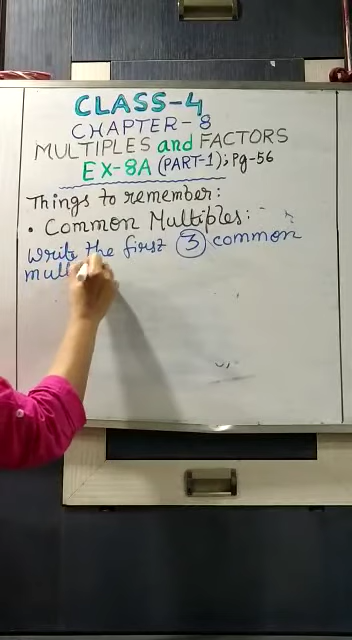 CLASS-4
CHAPTER-8
MULTIPLES and FACTORS
EX-8A (PART-1); Pg-56
Things to remember:
• Common Multiples:
Write the first 3 common
mult